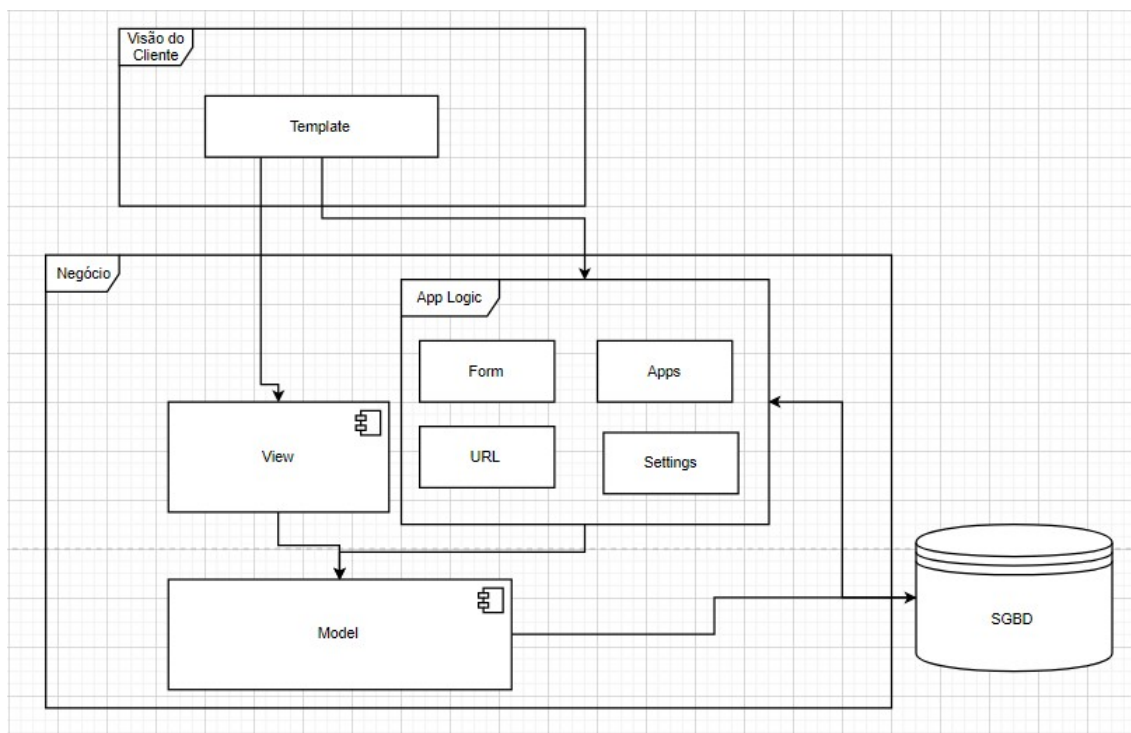 Visão do
Cliente
Template
Negócio
App Logic
Form
Apps
View
URL
Settings
Model
SGBD